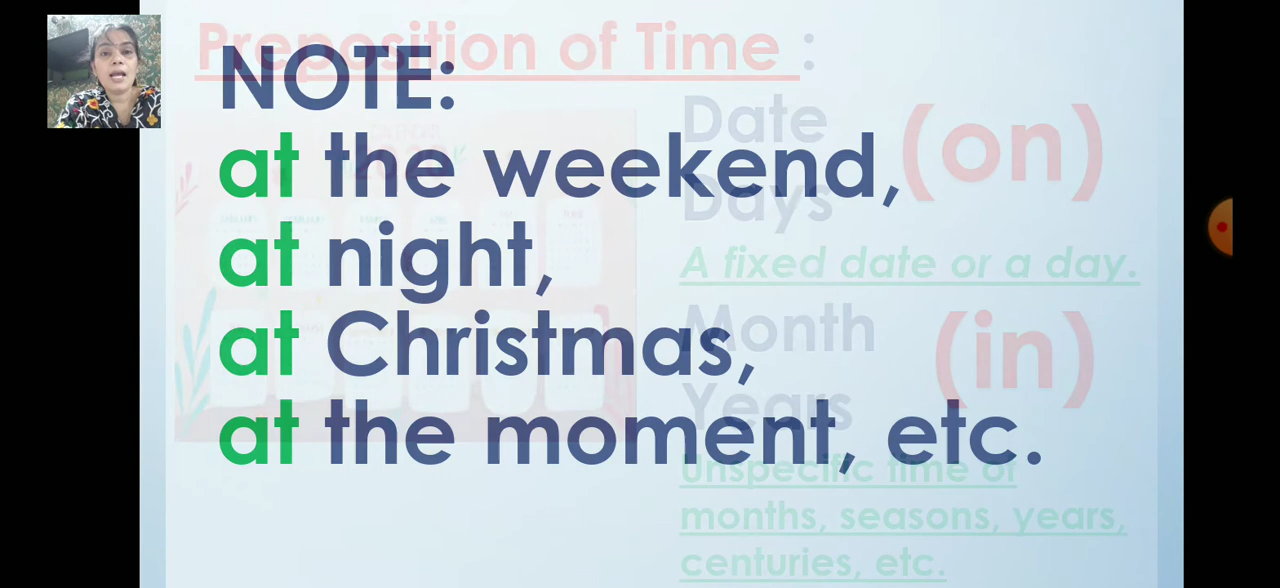 Preposition of Time :
NOTE:
at the weekend,
at night,
at Christmas,
at the moment, etc.
Date
Days
(on)
A fixed date or a day.
Month
Years
(in)
Unspecific time of
months, seasons, years,
centuries, etc.